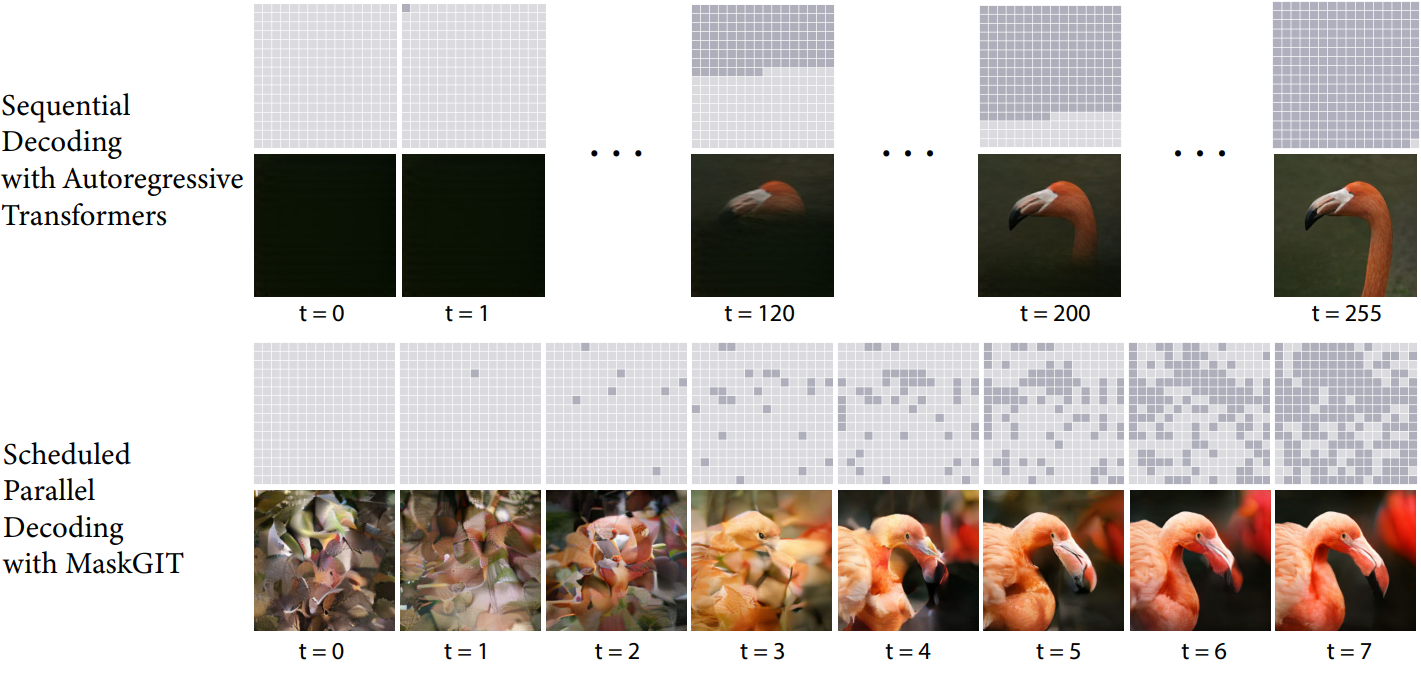 Sequential
Decoding
with Autoregressive
Transformers
. . .
. . .
. . .
t = 0
t = 1
t = 120
t = 200
t = 255
Scheduled
Parallel
Decoding
with MaskGIT
t = 0
t = 1
t = 2
t = 3
t = 4
t = 5
t = 6
t = 7